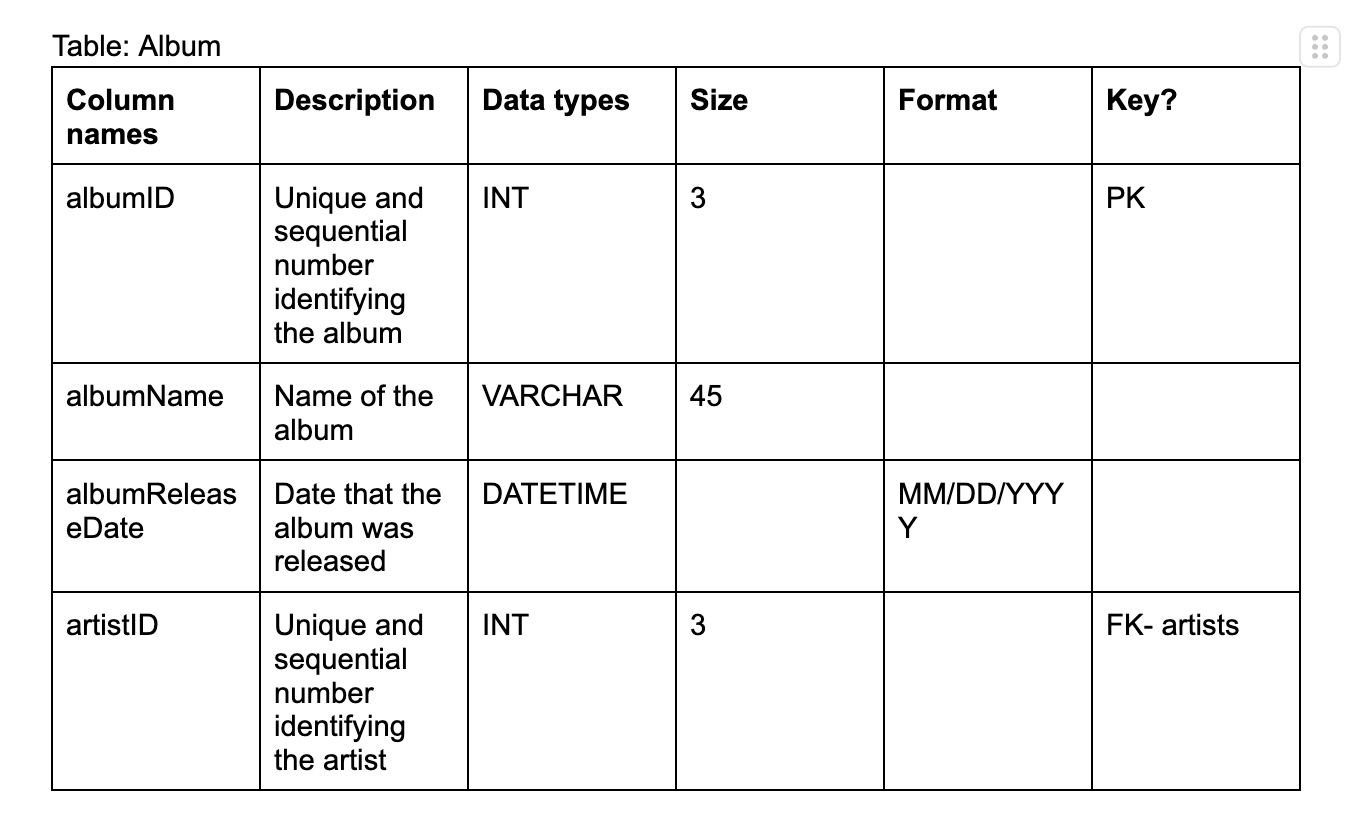 Table: Album
Column names Description Data types Size Format Key?
albumID Unique and sequential number identifying the album INT 3 PK
albumName Name of the album VARCHAR 45
albumReleaseDate Date that the album was released DATETIME MM/DD/YYYY
artistID Unique and sequential number identifying the artist INT 3 FK- artists